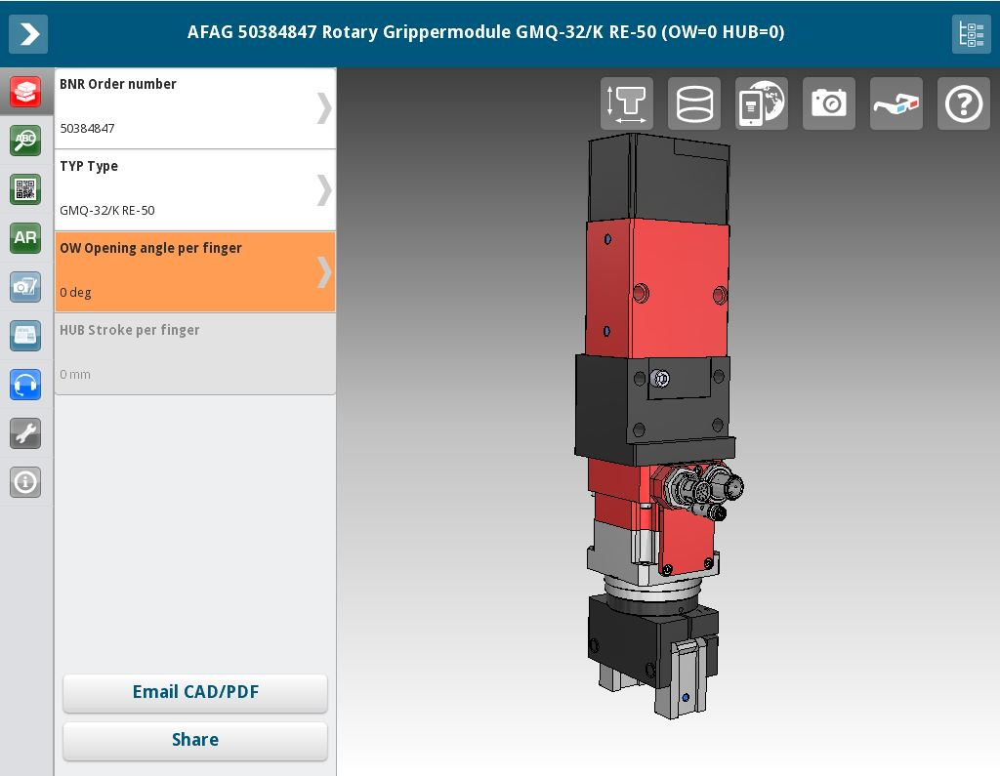 AFAG 50384847 Rotary Grippermodule GMQ-32/K RE-50 (OW=0 HUB=0)
BNR Order number
50384847
TYP Type
GMQ-32/K RE-50
OW Opening angle per finger
0 deg
HUB Stroke per finger
0 mm
ABC
AR
Email CAD/PDF
Share